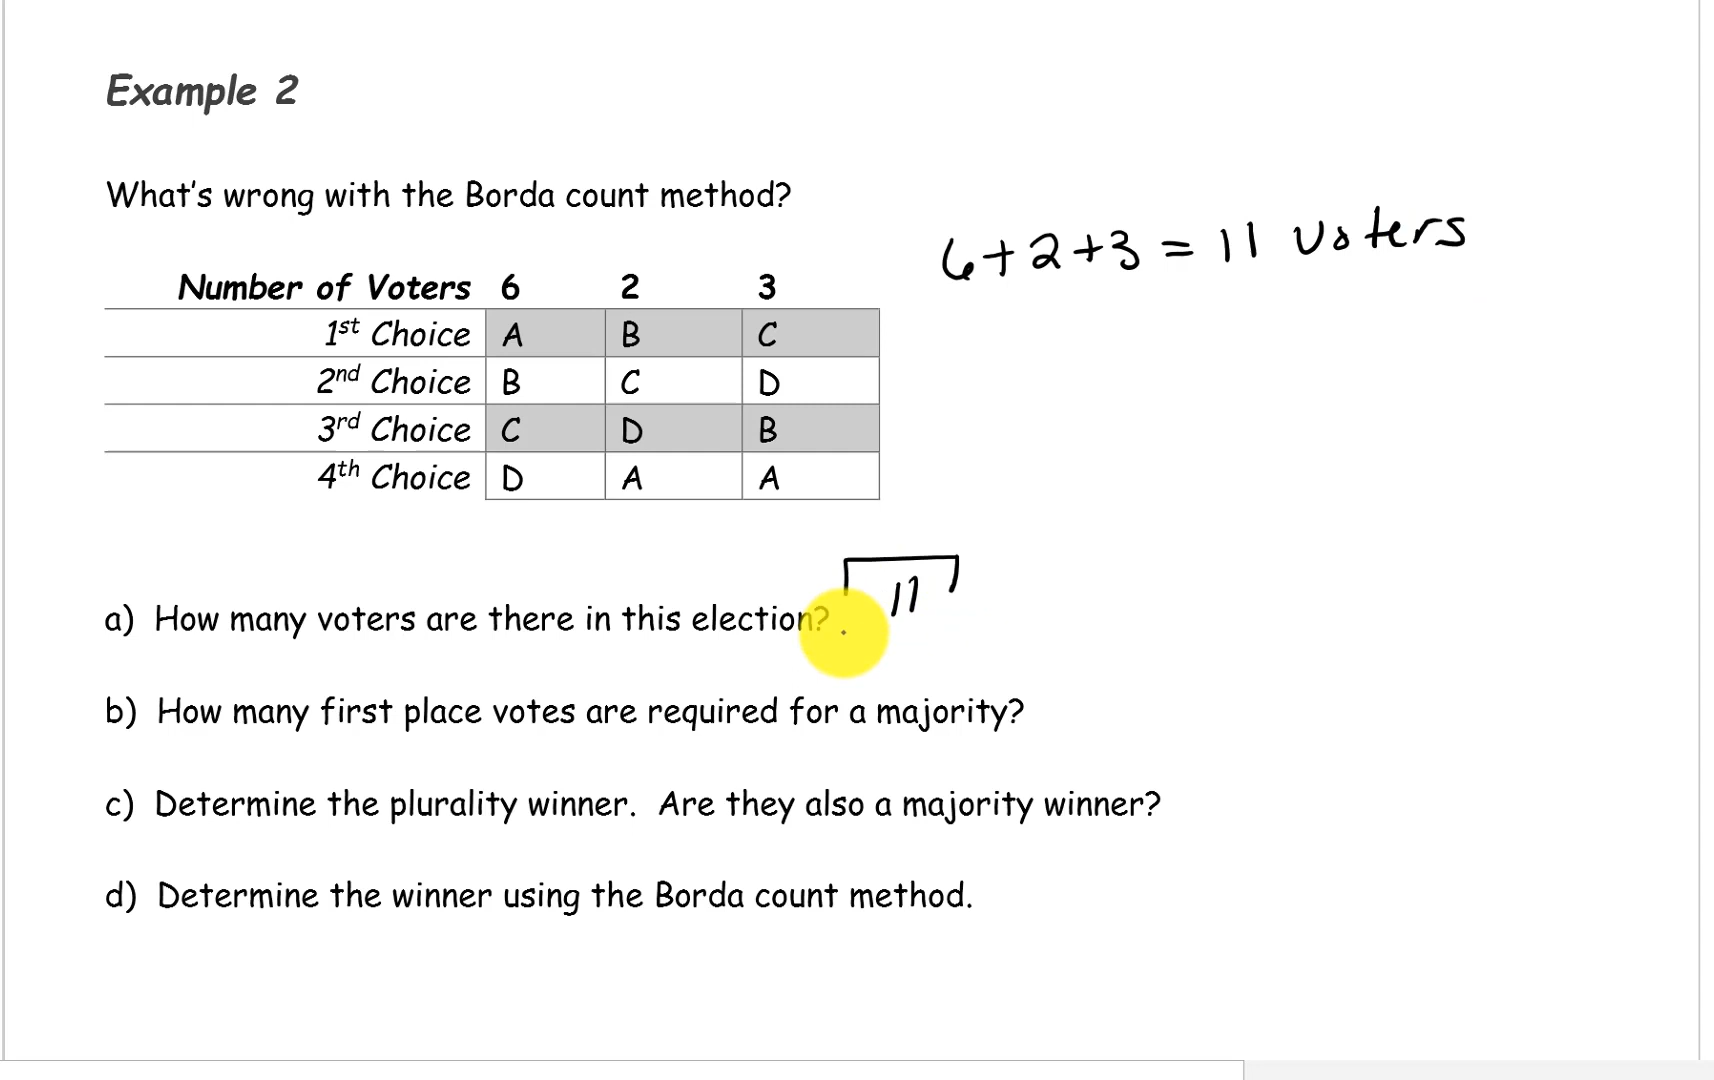 Example 2
What's wrong with the Borda count method?
6+2+3 = 11 voters
Number of Voters 6 2 3
1st Choice A B C
2nd Choice B C D
3rd Choice C D B
4th Choice D A A
a) How many voters are there in this election? 11
b) How many first place votes are required for a majority?
c) Determine the plurality winner. Are they also a majority winner?
d) Determine the winner using the Borda count method.